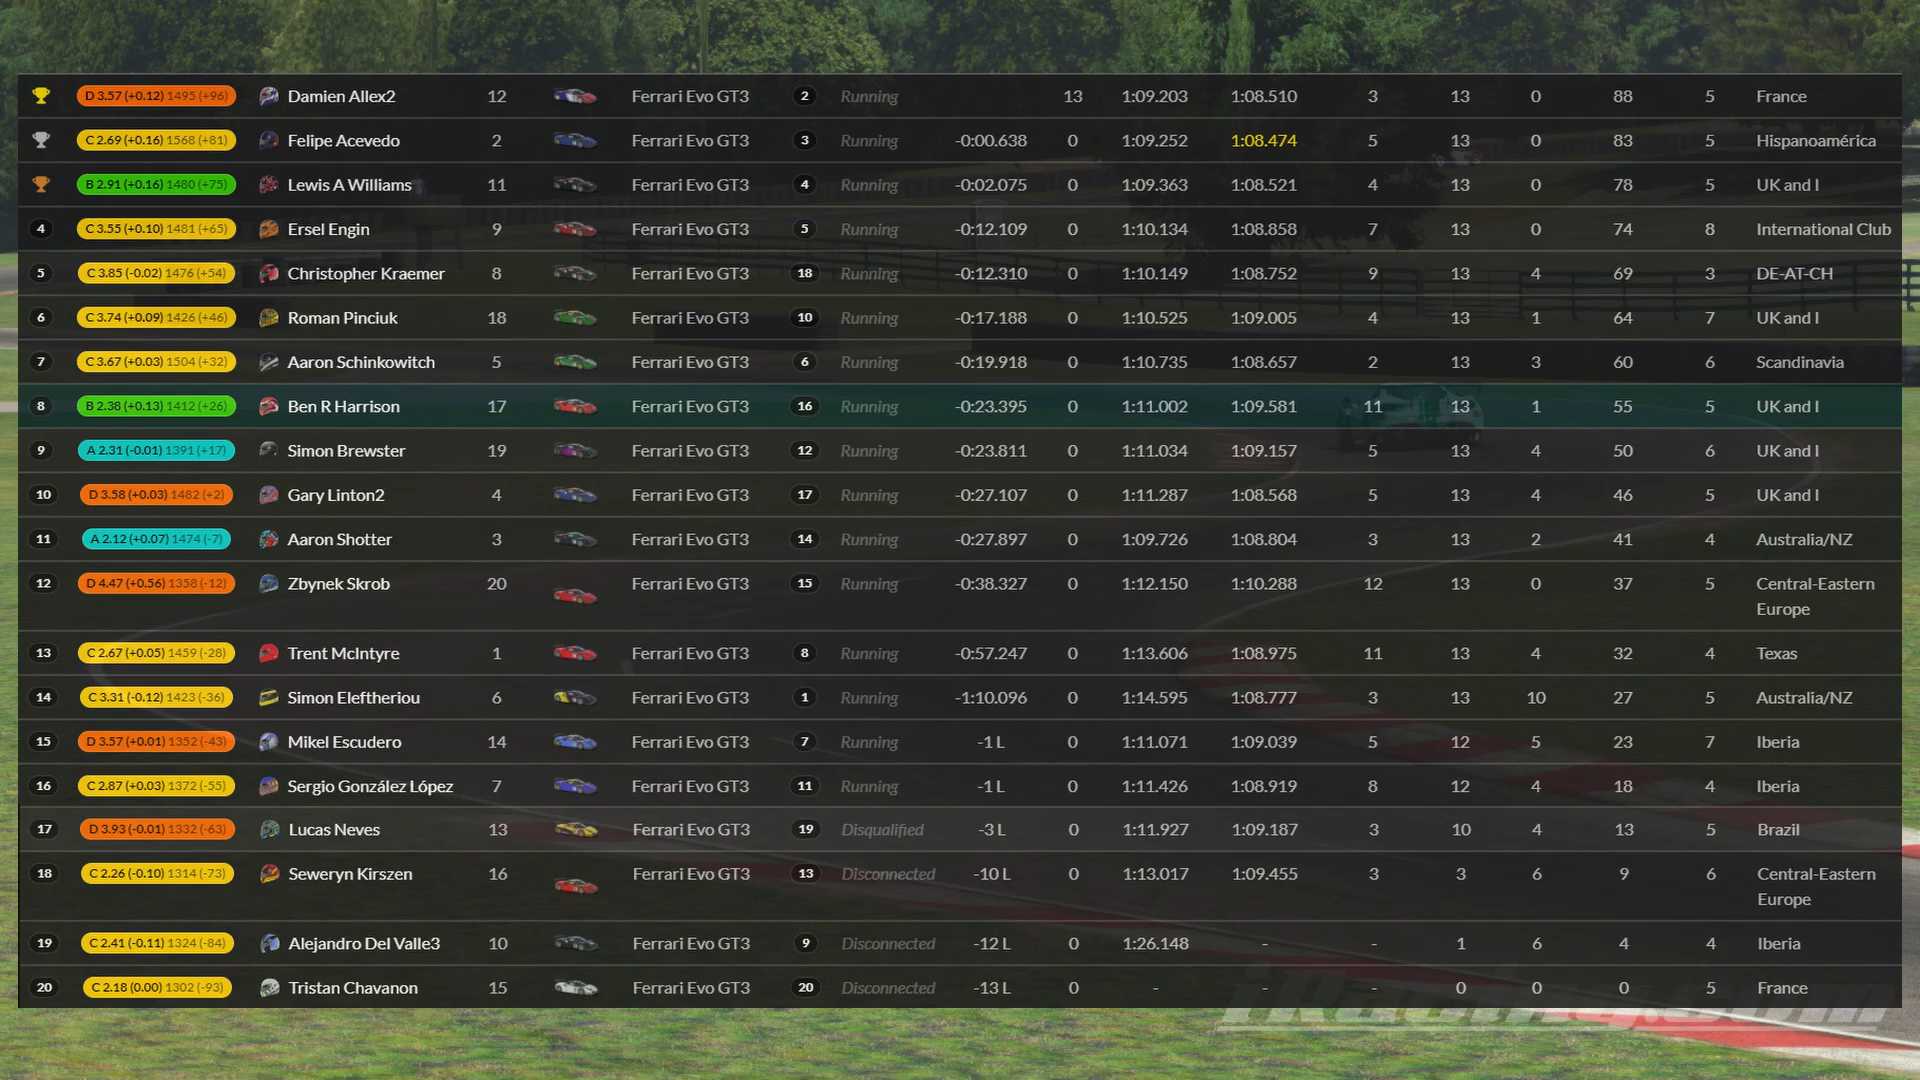 D 3.57 (+0.12) 1495 (+96) Damien Allex2 12 Ferrari Evo GT3 2 Running 13 1:09.203 1:08.510 3 13 0 88 5 France
C 2.69 (+0.16) 1568 (+81) Felipe Acevedo 2 Ferrari Evo GT3 3 Running -0:00.638 0 1:09.252 1:08.474 5 13 0 83 5 Hispanoamérica
B 2.91 (+0.16) 1480 (+75) Lewis A Williams 11 Ferrari Evo GT3 4 Running -0:02.075 0 1:09.363 1:08.521 4 13 0 78 5 UK and I
4 C 3.55 (+0.10) 1481 (+65) Ersel Engin 9 Ferrari Evo GT3 5 Running -0:12.109 0 1:10.134 1:08.858 7 13 0 74 8 International Club
5 C 3.85 (-0.02) 1476 (+54) Christopher Kraemer 8 Ferrari Evo GT3 18 Running -0:12.310 0 1:10.149 1:08.752 9 13 4 69 3 DE-AT-CH
6 C 3.74 (+0.09) 1426 (+46) Roman Pinciuk 18 Ferrari Evo GT3 10 Running -0:17.188 0 1:10.525 1:09.005 4 13 1 64 7 UK and I
7 C 3.67 (+0.03) 1504 (+32) Aaron Schinkowitch 5 Ferrari Evo GT3 6 Running -0:19.918 0 1:10.735 1:08.657 2 13 3 60 6 Scandinavia
8 B 2.38 (+0.13) 1412 (+26) Ben R Harrison 17 Ferrari Evo GT3 16 Running -0:23.395 0 1:11.002 1:09.581 11 13 1 55 5 UK and I
9 A 2.31 (-0.01) 1391 (+17) Simon Brewster 19 Ferrari Evo GT3 12 Running -0:23.811 0 1:11.034 1:09.157 5 13 4 50 6 UK and I
10 D 3.58 (+0.03) 1482 (+2) Gary Linton2 4 Ferrari Evo GT3 17 Running -0:27.107 0 1:11.287 1:08.568 5 13 4 46 5 UK and I
11 A 2.12 (+0.07) 1474 (-7) Aaron Shotter 3 Ferrari Evo GT3 14 Running -0:27.897 0 1:09.726 1:08.804 3 13 2 41 4 Australia/NZ
12 D 4.47 (+0.56) 1358 (-12) Zbynek Skrob 20 Ferrari Evo GT3 15 Running -0:38.327 0 1:12.150 1:10.288 12 13 0 37 5 Central-Eastern
Europe
13 C 2.67 (+0.05) 1459 (-28) Trent McIntyre 1 Ferrari Evo GT3 8 Running -0:57.247 0 1:13.606 1:08.975 11 13 4 32 4 Texas
14 C 3.31 (-0.12) 1423 (-36) Simon Eleftheriou 6 Ferrari Evo GT3 1 Running -1:10.096 0 1:14.595 1:08.777 3 13 10 27 5 Australia/NZ
15 D 3.57 (+0.01) 1352 (-43) Mikel Escudero 14 Ferrari Evo GT3 7 Running -1 L 0 1:11.071 1:09.039 5 12 5 23 7 Iberia
16 C 2.87 (+0.03) 1372 (-55) Sergio González López 7 Ferrari Evo GT3 11 Running -1 L 0 1:11.426 1:08.919 8 12 4 18 4 Iberia
17 D 3.93 (-0.01) 1332 (-63) Lucas Neves 13 Ferrari Evo GT3 19 Disqualified -3 L 0 1:11.927 1:09.187 3 10 4 13 5 Brazil
18 C 2.26 (-0.10) 1314 (-73) Seweryn Kirszen 16 Ferrari Evo GT3 13 Disconnected -10 L 0 1:13.017 1:09.455 3 3 6 9 6 Central-Eastern
Europe
19 C 2.41 (-0.11) 1324 (-84) Alejandro Del Valle3 10 Ferrari Evo GT3 9 Disconnected -12 L 0 1:26.148 - - 1 6 4 4 Iberia
20 C 2.18 (0.00) 1302 (-93) Tristan Chavanon 15 Ferrari Evo GT3 20 Disconnected -13 L 0 - - - 0 0 0 5 France
iRacing.com